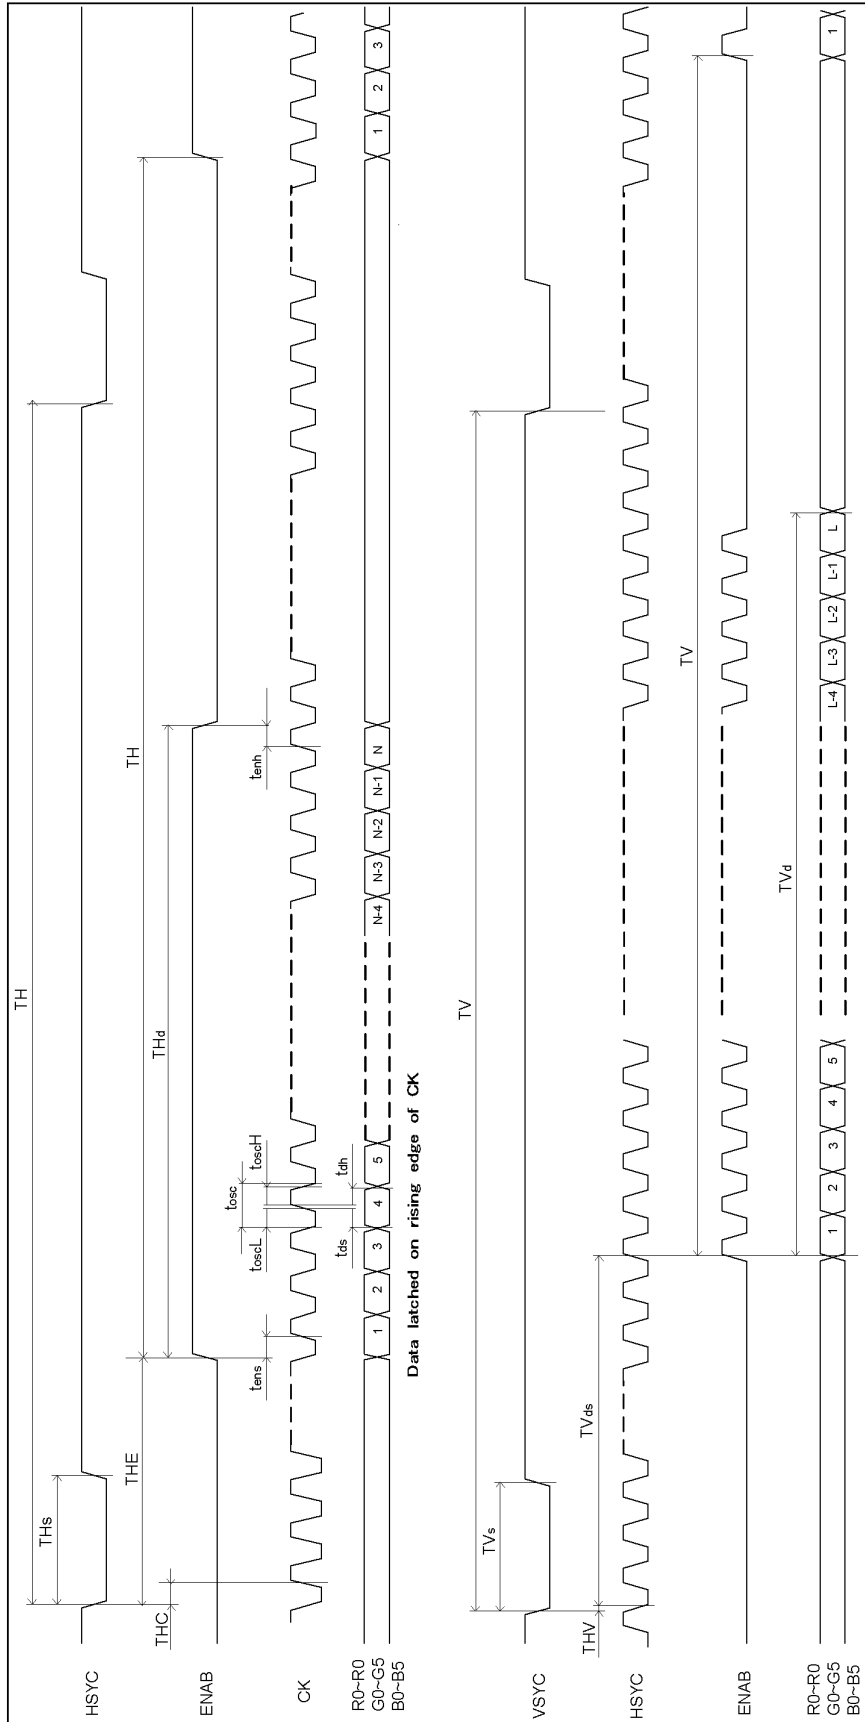 TH
THs
HSYC
TH
THE
THd
THC
ENAB
tosc
tens
toscL
toscH
tenh
CK
tds
tdh
R0~R0
G0~G5
1 2 3 4 5 N-4 N-3 N-2 N-1 N 1 2 3
B0~B5
Data latched on rising edge of CK
TV
TVs
VSYC
TVds
THV
HSYC
TV
ENAB
TVd
R0~R0
G0~G5
1 2 3 4 5 L-4 L-3 L-2 L-1 L 1
B0~B5